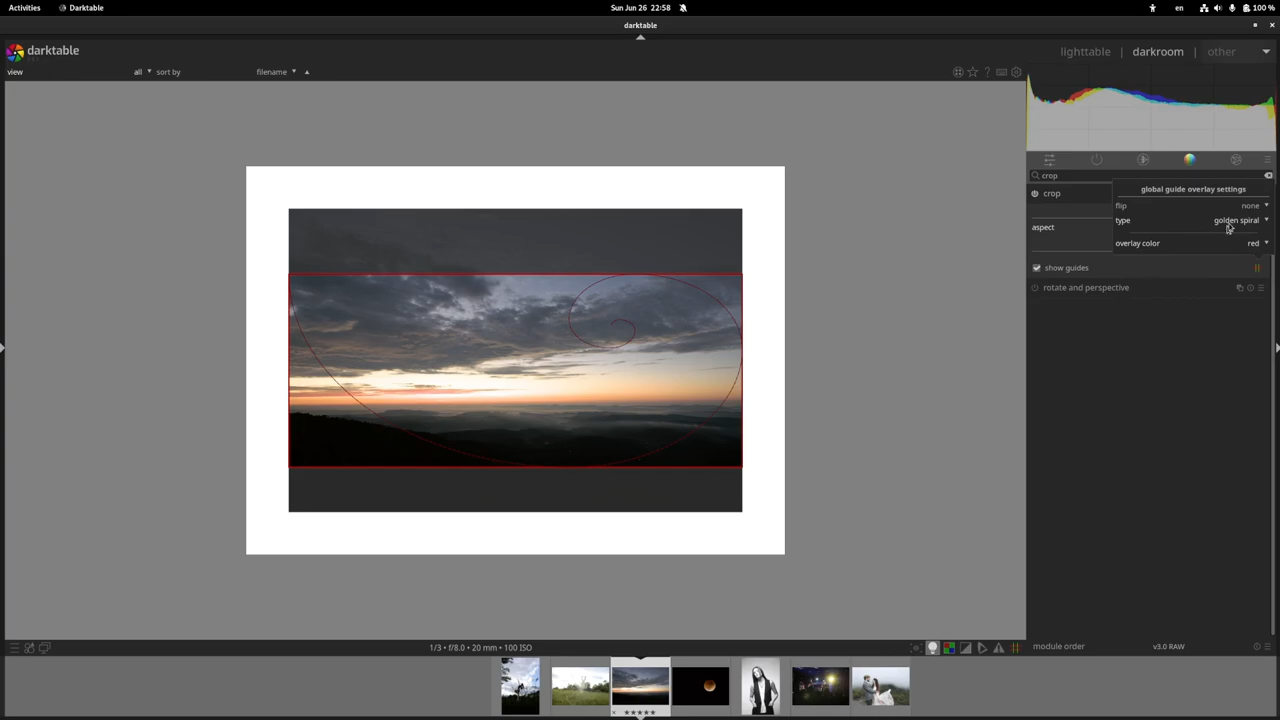 Activities Darktable Sun Jun 26 22:58 en 100 %
darktable
darktable lighttable | darkroom | other
view all sort by filename
crop
global guide overlay settings
crop
flip none
type golden spiral
aspect
overlay color red
show guides
rotate and perspective
1/3 • f/8.0 • 20 mm • 100 ISO
module order v3.0 RAW